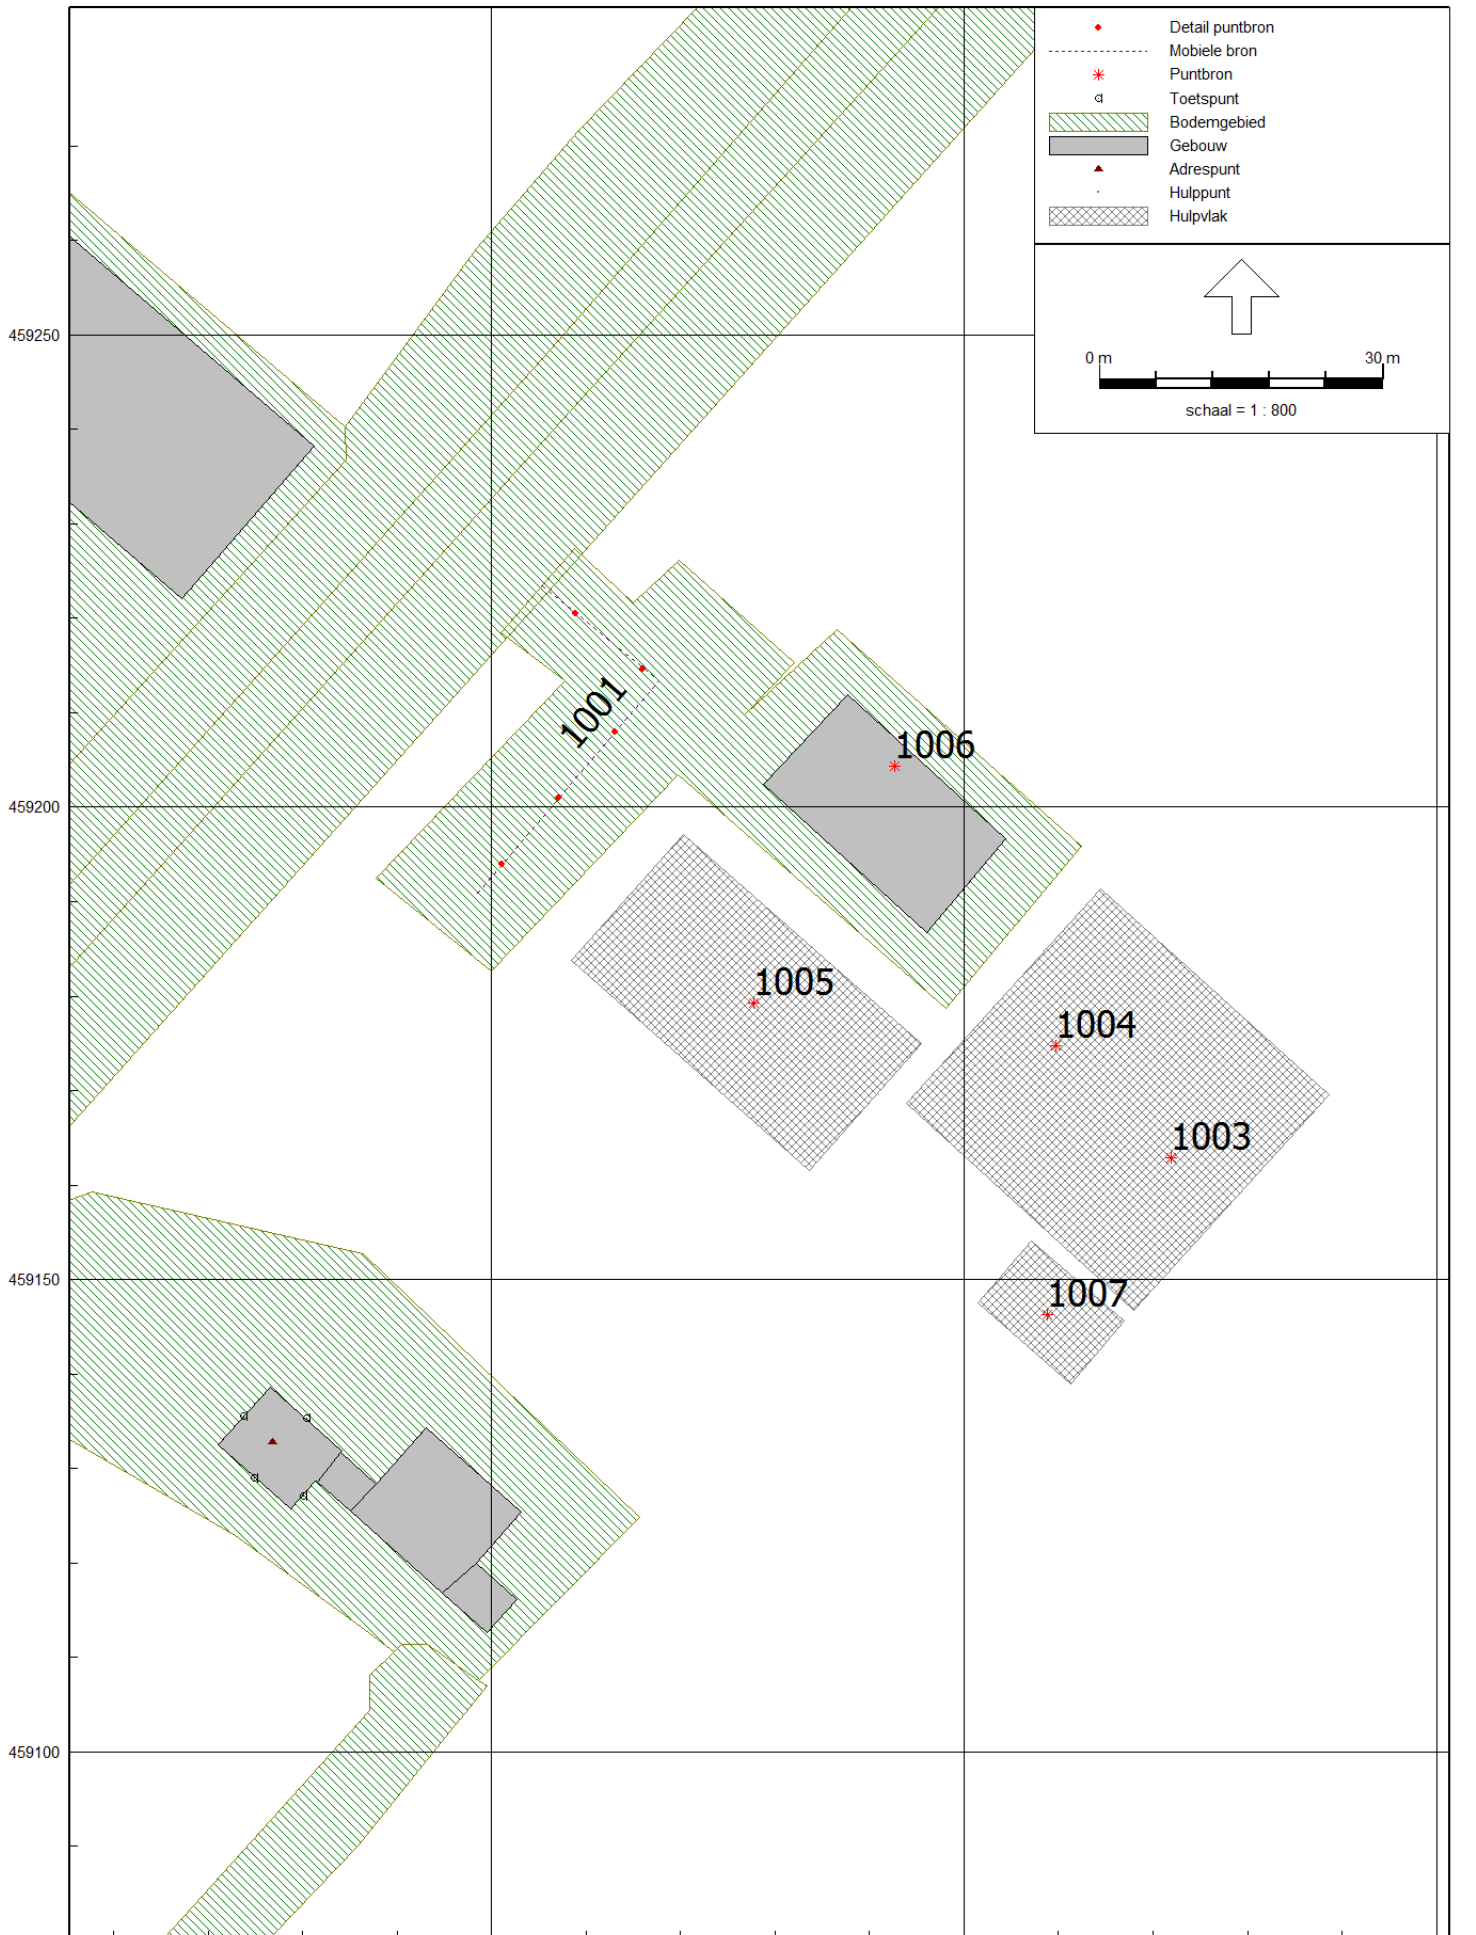 Detail puntbron
Mobiele bron
Puntbron
Toetspunt
Bodemgebied
Gebouw
Adrespunt
Hulppunt
Hulpvlak
0 m 30 m
schaal = 1 : 800
459250
1001
1006
459200
1005
1004
1003
459150
1007
459100